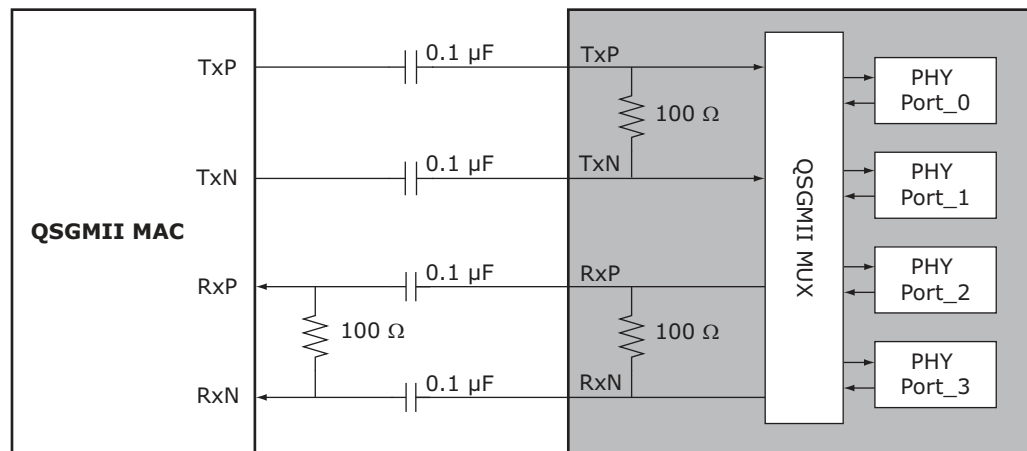 TxP
0.1 µF
TxP
100 Ω
TxN
0.1 µF
TxN
QSGMII MAC
RxP
0.1 µF
RxP
100 Ω
100 Ω
RxN
0.1 µF
RxN
QSGMII MUX
PHY
Port_0
PHY
Port_1
PHY
Port_2
PHY
Port_3